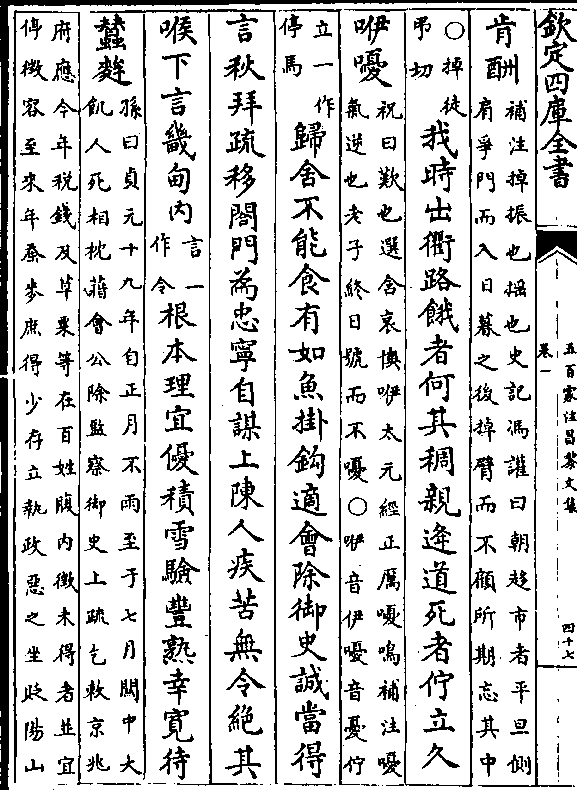 欽定四庫全書
五百家注昌黎文集
卷一
四十七
肯酬
補注掉振也搖也史記馮讙曰朝趍市者平旦側
肩爭門而入日暮之後掉臂而不顧所期忘其中
○掉徒
弔切
我時出衢路餓者何其稠親逢道死者佇立久
咿嚘
祝曰歎也選含哀懊咿太元經正厲嚘嗚補注嚘
氣逆也老子終日號而不嚘○咿音伊嚘音憂佇
立一作
停馬
歸舍不能食有如魚掛鈎適會除御史誠當得
言秋拜疏移閤門為忠寧自謀上陳人疾苦無令絶其
喉下言畿甸内
言一
作令
根本理宜優積雪驗豐熟幸寛待
蠶麰
孫曰貞元十九年自正月不雨至于七月闗中大
飢人死相枕藉會公除監察御史上疏乞敕京兆
府應今年税錢及草粟等在百姓腹内徴未得者並宜
停徴容至來年蠶麥庶得少存立執政惡之坐貶陽山